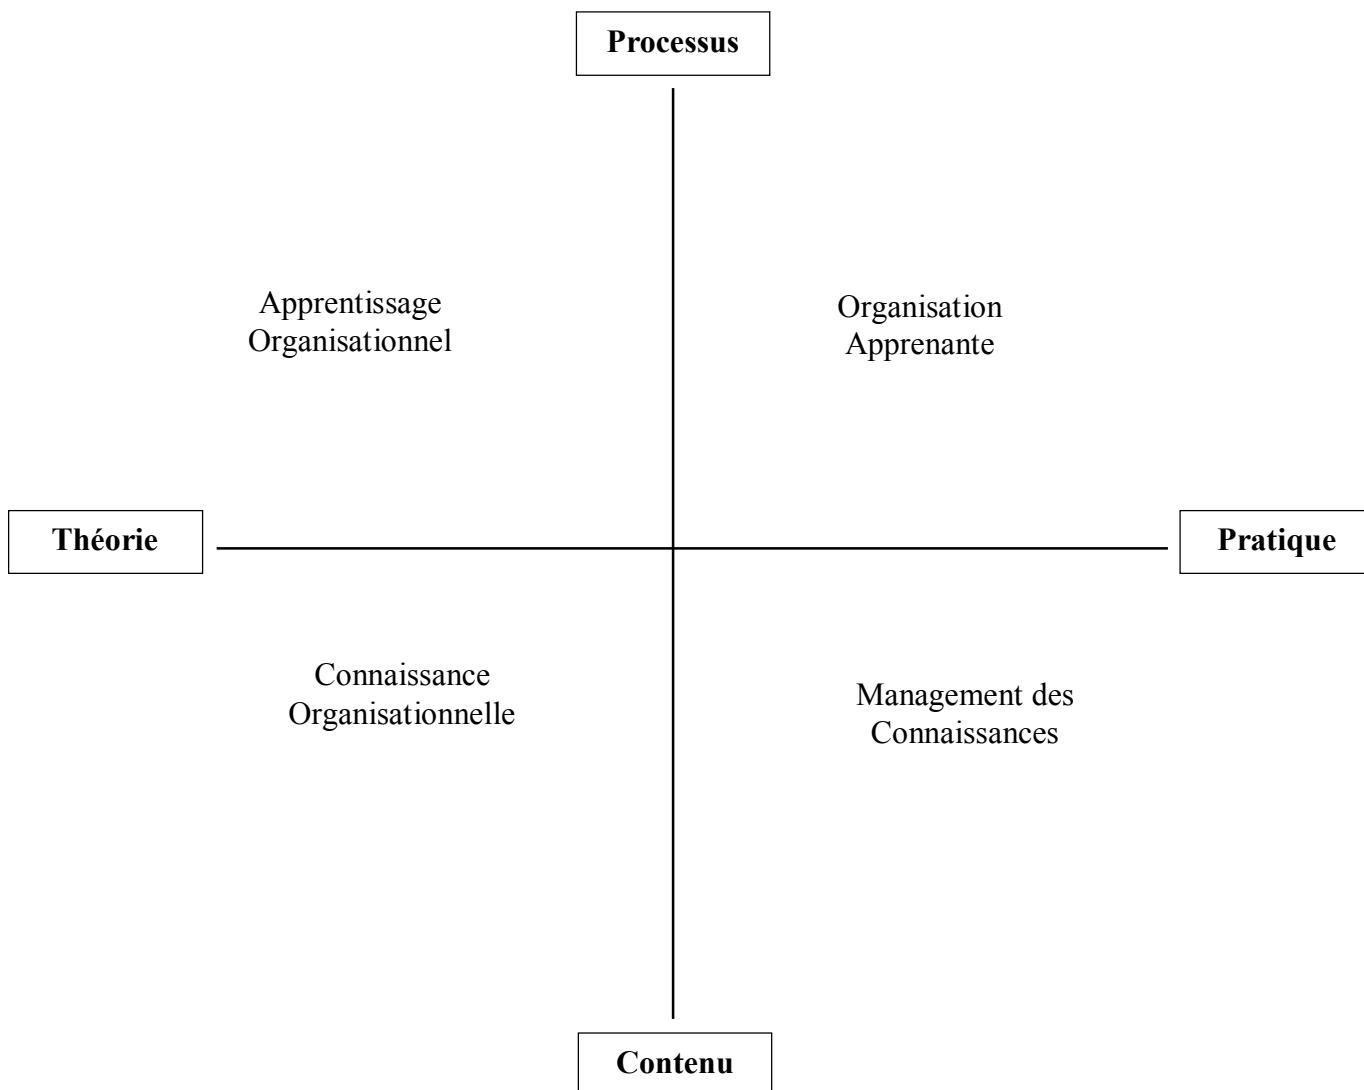 Processus
Apprentissage
Organisationnel
Organisation
Apprenante
Théorie
Pratique
Connaissance
Organisationnelle
Management des
Connaissances
Contenu